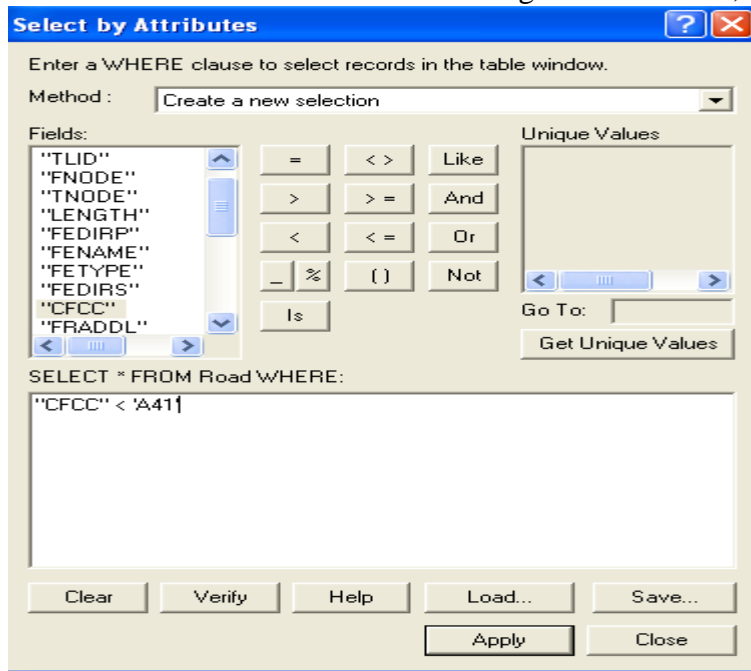 Select by Attributes
Enter a WHERE clause to select records in the table window.
Method : Create a new selection
Fields: Unique Values
"TLID"
"FNODE"
"TNODE"
"LENGTH"
"FEDIRP"
"FENAME"
"FETYPE"
"FEDIRS"
"CFCC"
"FRADDL"
= < > Like
> > = And
< < = Or
_ % ( ) Not
Is
Go To:
Get Unique Values
SELECT * FROM Road WHERE:
"CFCC" < 'A41'
Clear Verify Help Load... Save...
Apply Close